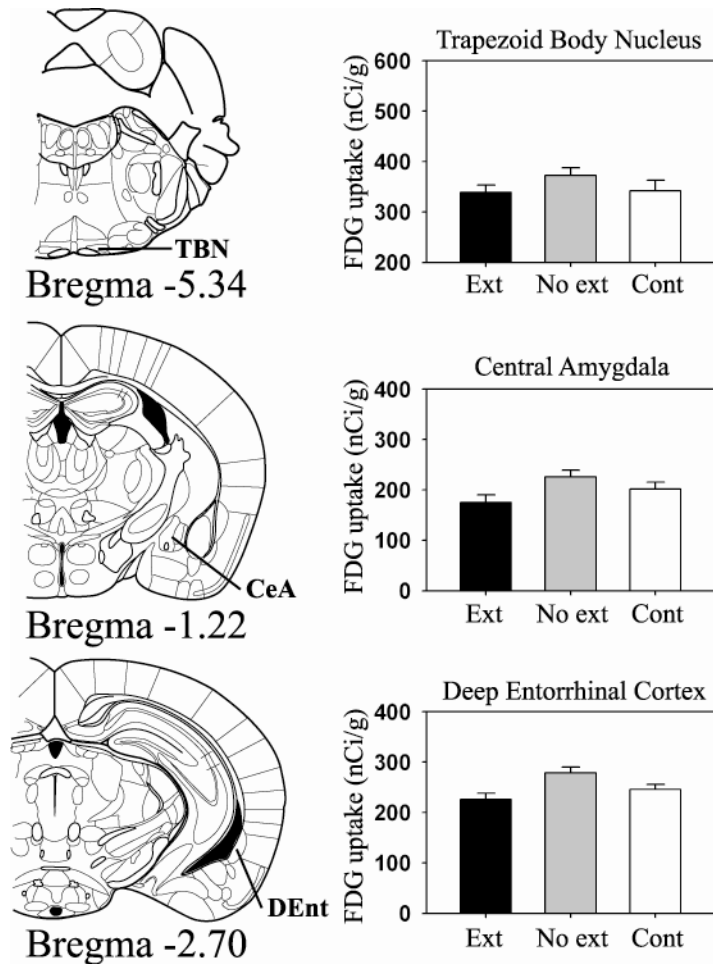 Trapezoid Body Nucleus
FDG uptake (nCi/g)
600
500
400
300
200
Ext No ext Cont
TBN
Bregma -5.34
Central Amygdala
FDG uptake (nCi/g)
400
300
200
100
0
Ext No ext Cont
CeA
Bregma -1.22
Deep Entorrhinal Cortex
FDG uptake (nCi/g)
400
300
200
100
0
Ext No ext Cont
DEnt
Bregma -2.70